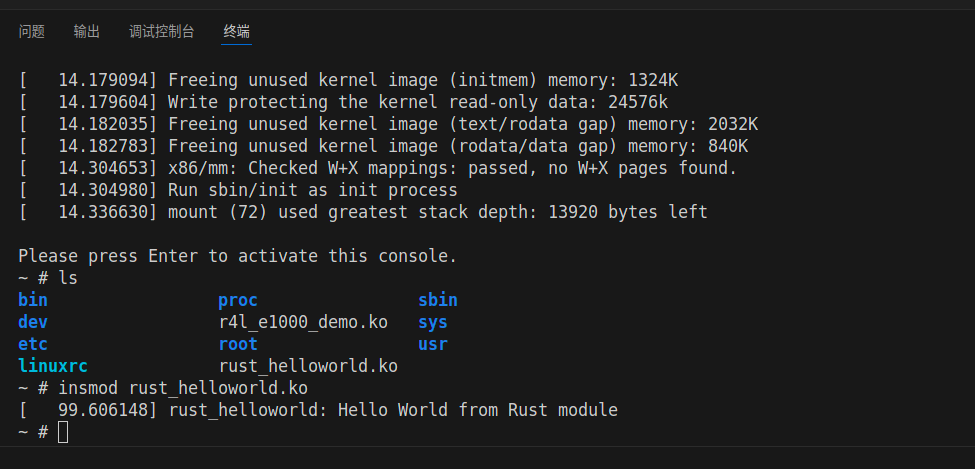 问题 输出 调试控制台 终端
[   14.179094] Freeing unused kernel image (initmem) memory: 1324K
[   14.179604] Write protecting the kernel read-only data: 24576k
[   14.182035] Freeing unused kernel image (text/rodata gap) memory: 2032K
[   14.182783] Freeing unused kernel image (rodata/data gap) memory: 840K
[   14.304653] x86/mm: Checked W+X mappings: passed, no W+X pages found.
[   14.304980] Run sbin/init as init process
[   14.336630] mount (72) used greatest stack depth: 13920 bytes left
Please press Enter to activate this console.
~ # ls
bin                 proc                sbin
dev                 r4l_e1000_demo.ko   sys
etc                 root                usr
linuxrc             rust_helloworld.ko
~ # insmod rust_helloworld.ko
[   99.606148] rust_helloworld: Hello World from Rust module
~ #